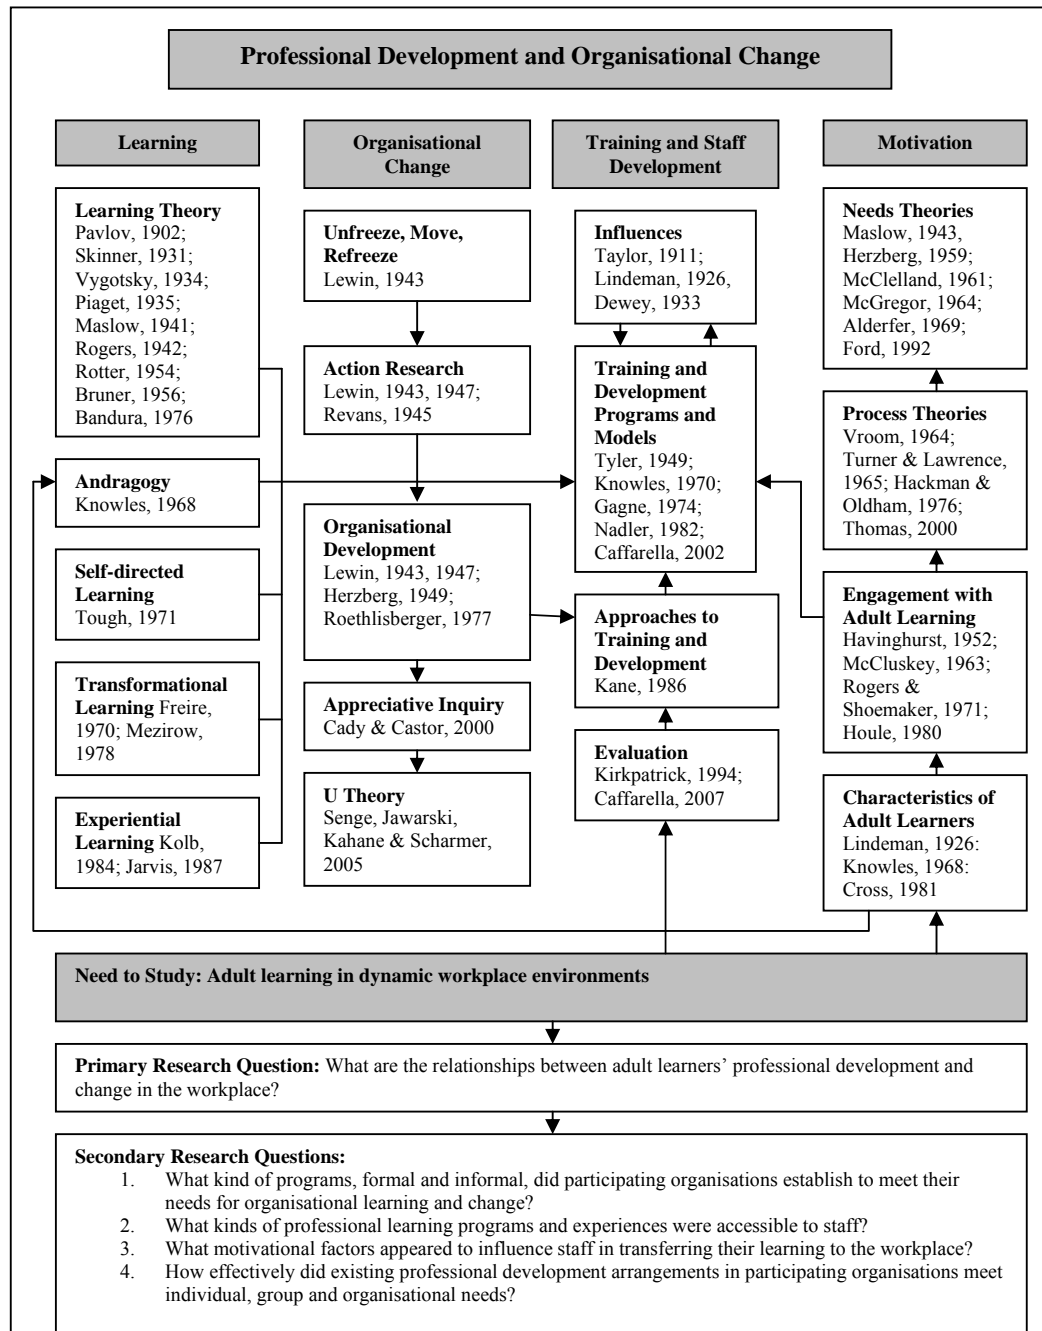 Professional Development and Organisational Change
Learning
Learning Theory
Pavlov, 1902;
Skinner, 1931;
Vygotsky, 1934;
Piaget, 1935;
Maslow, 1941;
Rogers, 1942;
Rotter, 1954;
Bruner, 1956;
Bandura, 1976
Andragogy
Knowles, 1968
Self-directed
Learning
Tough, 1971
Transformational
Learning Freire,
1970; Mezirow,
1978
Experiential
Learning Kolb,
1984; Jarvis, 1987
Organisational
Change
Unfreeze, Move,
Refreeze
Lewin, 1943
Action Research
Lewin, 1943, 1947;
Revans, 1945
Organisational
Development
Lewin, 1943, 1947;
Herzberg, 1949;
Roethlisberger, 1977
Appreciative Inquiry
Cady & Castor, 2000
U Theory
Senge, Jawarski,
Kahane & Scharmer,
2005
Training and Staff
Development
Influences
Taylor, 1911;
Lindeman, 1926,
Dewey, 1933
Training and
Development
Programs and
Models
Tyler, 1949;
Knowles, 1970;
Gagne, 1974;
Nadler, 1982;
Caffarella, 2002
Approaches to
Training and
Development
Kane, 1986
Evaluation
Kirkpatrick, 1994;
Caffarella, 2007
Motivation
Needs Theories
Maslow, 1943,
Herzberg, 1959;
McClelland, 1961;
McGregor, 1964;
Alderfer, 1969;
Ford, 1992
Process Theories
Vroom, 1964;
Turner & Lawrence,
1965; Hackman &
Oldham, 1976;
Thomas, 2000
Engagement with
Adult Learning
Havinghurst, 1952;
McCluskey, 1963;
Rogers &
Shoemaker, 1971;
Houle, 1980
Characteristics of
Adult Learners
Lindeman, 1926:
Knowles, 1968:
Cross, 1981
Need to Study: Adult learning in dynamic workplace environments
Primary Research Question: What are the relationships between adult learners’ professional development and
change in the workplace?
Secondary Research Questions:
1. What kind of programs, formal and informal, did participating organisations establish to meet their
needs for organisational learning and change?
2. What kinds of professional learning programs and experiences were accessible to staff?
3. What motivational factors appeared to influence staff in transferring their learning to the workplace?
4. How effectively did existing professional development arrangements in participating organisations meet
individual, group and organisational needs?